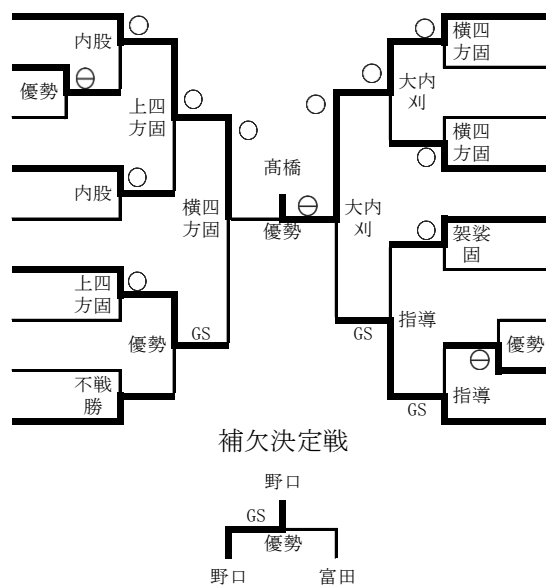 内股
優勢
上四
方固
内股
横四
方固
上四
方固
優勢
GS
不戦
勝
髙橋
優勢
横四
方固
大内
刈
横四
方固
大内
刈
袈裟
固
指導
GS
優勢
指導
GS
補欠決定戦
野口
GS
優勢
野口
富田